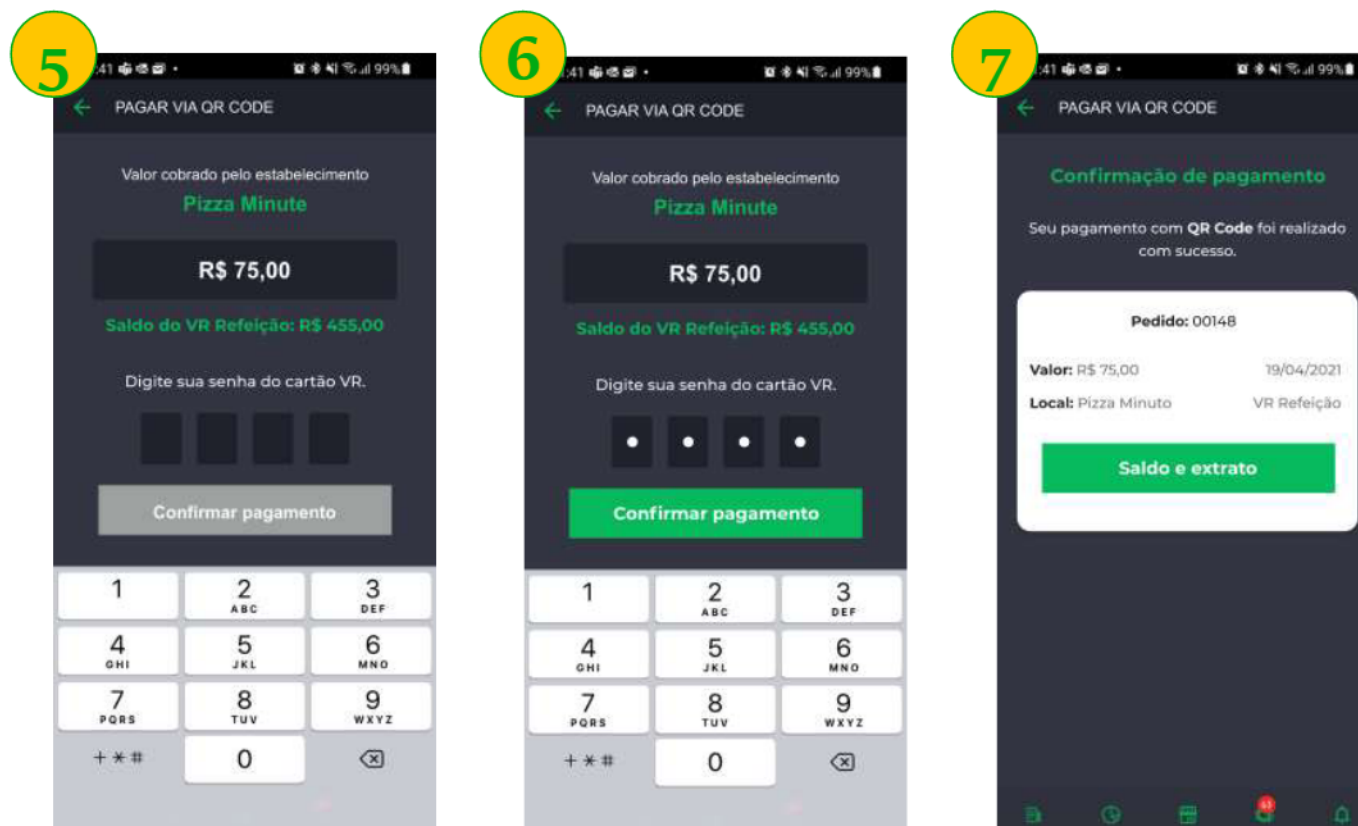 5
:41
99%
PAGAR VIA QR CODE
Valor cobrado pelo estabelecimento
Pizza Minute
R$ 75,00
Saldo do VR Refeição: R$ 455,00
Digite sua senha do cartão VR.
Confirmar pagamento
1
2 ABC
3 DEF
4 GHI
5 JKL
6 MNO
7 PQRS
8 TUV
9 WXYZ
+ * #
0
6
:41
99%
PAGAR VIA QR CODE
Valor cobrado pelo estabelecimento
Pizza Minute
R$ 75,00
Saldo do VR Refeição: R$ 455,00
Digite sua senha do cartão VR.
Confirmar pagamento
1
2 ABC
3 DEF
4 GHI
5 JKL
6 MNO
7 PQRS
8 TUV
9 WXYZ
+ * #
0
7
:41
99%
PAGAR VIA QR CODE
Confirmação de pagamento
Seu pagamento com QR Code foi realizado
com sucesso.
Pedido: 00148
Valor: R$ 75,00 19/04/2021
Local: Pizza Minuto VR Refeição
Saldo e extrato